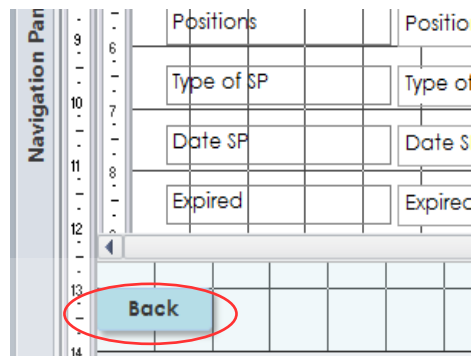 Navigation Pan
9
10
11
12
13
14
6
7
8
Positions Positio
Type of SP Type of
Date SP Date S
Expired Expired
Back